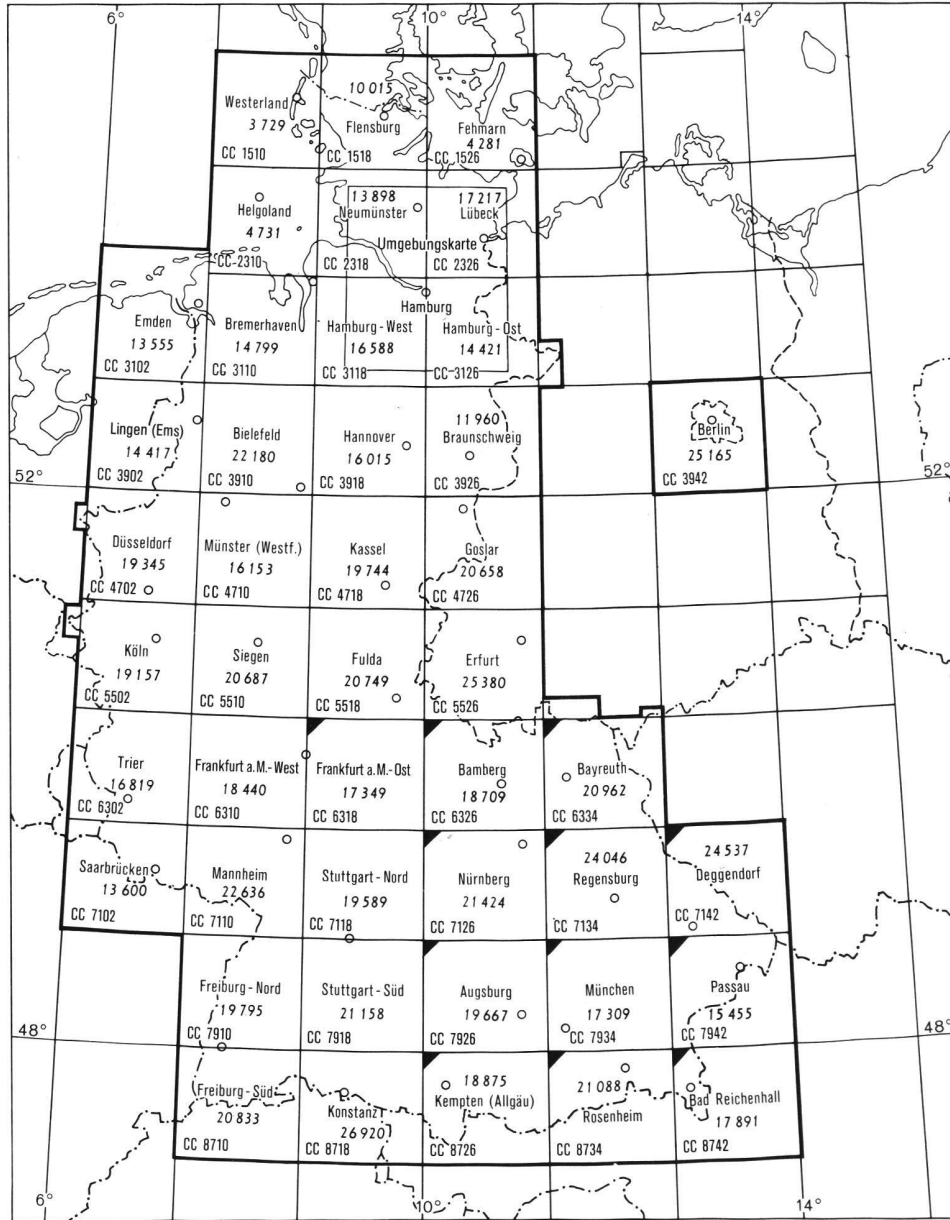 6°
10°
14°
Westerland
3 729
CC 1510
10 015
Flensburg
CC 1518
Fehmarn
4 281
CC 1526
Helgoland
4 731
CC 2310
13 898
Neumünster
CC 2318
17 217
Lübeck
Umgebungskarte
CC 2326
Emden
13 555
CC 3102
Bremerhaven
14 799
CC 3110
Hamburg
Hamburg - West
16 588
CC 3118
Hamburg - Ost
14 421
CC 3126
Lingen (Ems)
14 417
CC 3902
Bielefeld
22 180
CC 3910
Hannover
16 015
CC 3918
11 960
Braunschweig
CC 3926
Berlin
25 165
CC 3942
52°
52°
Düsseldorf
19 345
CC 4702
Münster (Westf.)
16 153
CC 4710
Kassel
19 744
CC 4718
Goslar
20 658
CC 4726
Köln
19 157
CC 5502
Siegen
20 687
CC 5510
Fulda
20 749
CC 5518
Erfurt
25 380
CC 5526
Trier
16 819
CC 6302
Frankfurt a.M.-West
18 440
CC 6310
Frankfurt a.M.-Ost
17 349
CC 6318
Bamberg
18 709
CC 6326
Bayreuth
20 962
CC 6334
Saarbrücken
13 600
CC 7102
Mannheim
22 636
CC 7110
Stuttgart - Nord
19 589
CC 7118
Nürnberg
21 424
CC 7126
24 046
Regensburg
CC 7134
24 537
Deggendorf
CC 7142
Freiburg - Nord
19 795
CC 7910
Stuttgart - Süd
21 158
CC 7918
Augsburg
19 667
CC 7926
München
17 309
CC 7934
Passau
15 455
CC 7942
48°
48°
Freiburg - Süd
20 833
CC 8710
Konstanz
26 920
CC 8718
18 875
Kempten (Allgäu)
CC 8726
21 088
Rosenheim
CC 8734
Bad Reichenhall
17 891
CC 8742
6°
10°
14°